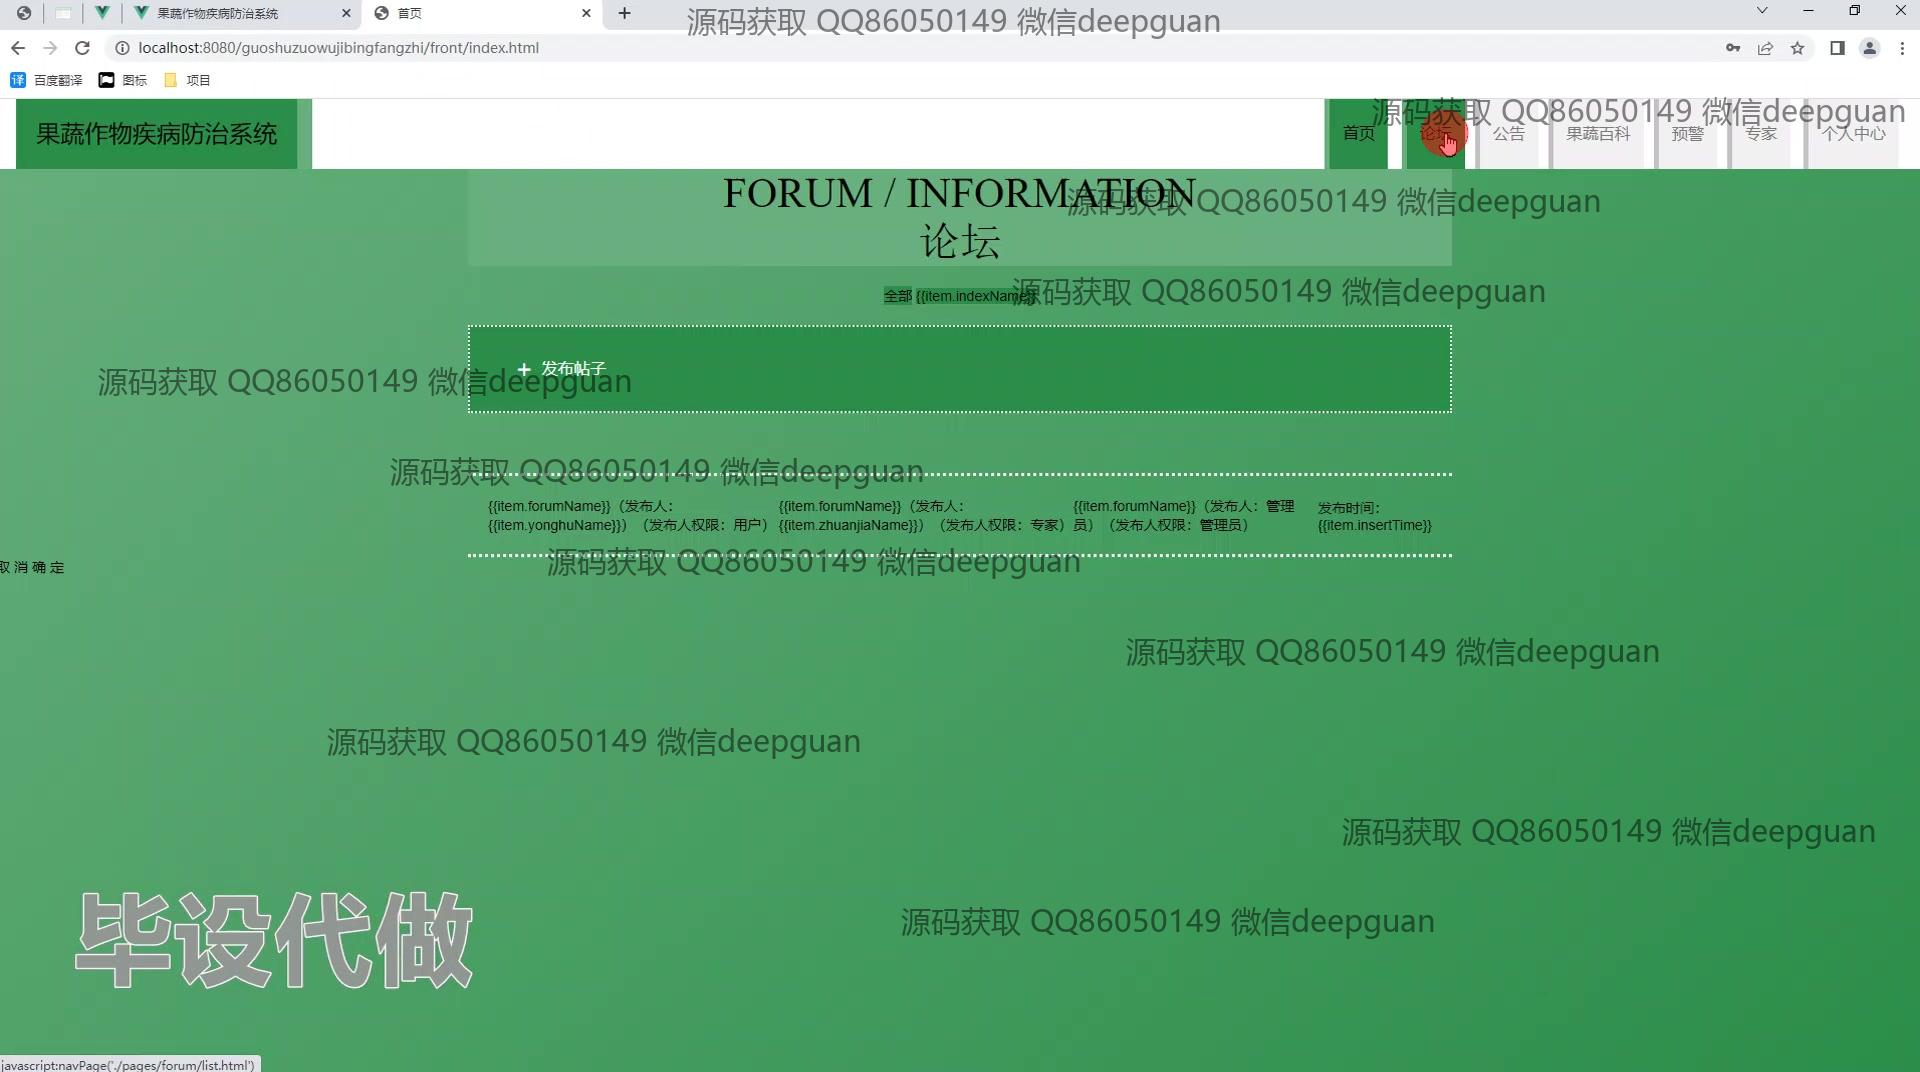 果蔬作物疾病防治系统
首页
源码获取 QQ86050149 微信deepguan
localhost:8080/guoshuzuowujibingfangzhi/front/index.html
百度翻译 图标 项目
果蔬作物疾病防治系统
首页 论坛 公告 果蔬百科 预警 专家 个人中心
源码获取 QQ86050149 微信deepguan
FORUM / INFORMATION
源码获取 QQ86050149 微信deepguan
论坛
全部 {{item.indexName}}
源码获取 QQ86050149 微信deepguan
+ 发布帖子
源码获取 QQ86050149 微信deepguan
源码获取 QQ86050149 微信deepguan
{{item.forumName}}（发布人：
{{item.yonghuName}}）（发布人权限：用户）
{{item.forumName}}（发布人：
{{item.zhuanjiaName}}）（发布人权限：专家）
{{item.forumName}}（发布人：管理
员）（发布人权限：管理员）
发布时间：
{{item.insertTime}}
源码获取 QQ86050149 微信deepguan
取消 确定
源码获取 QQ86050149 微信deepguan
源码获取 QQ86050149 微信deepguan
源码获取 QQ86050149 微信deepguan
源码获取 QQ86050149 微信deepguan
毕设代做
javascript:navPage('./pages/forum/list.html')